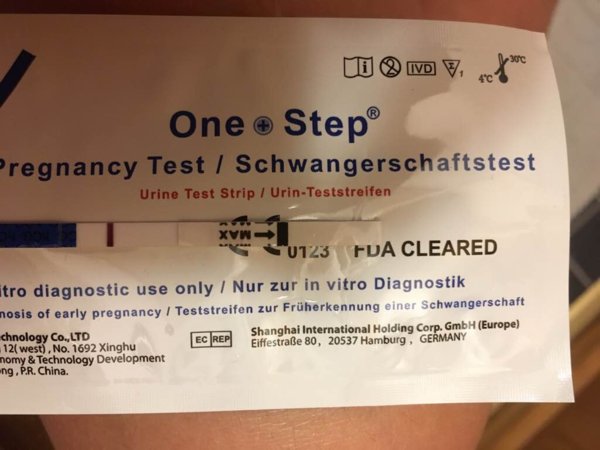 IVD 1 4°C 30°C
One Step®
Pregnancy Test / Schwangerschaftstest
Urine Test Strip / Urin-Teststreifen
MAX
0123 FDA CLEARED
itro diagnostic use only / Nur zur in vitro Diagnostik
nosis of early pregnancy / Teststreifen zur Früherkennung einer Schwangerschaft
echnology Co.,LTD
12( west) , No. 1692 Xinghu
nomy & Technology Development
ong , P.R. China.
EC REP
Shanghai International Holding Corp. GmbH (Europe)
Eiffestraße 80, 20537 Hamburg , GERMANY